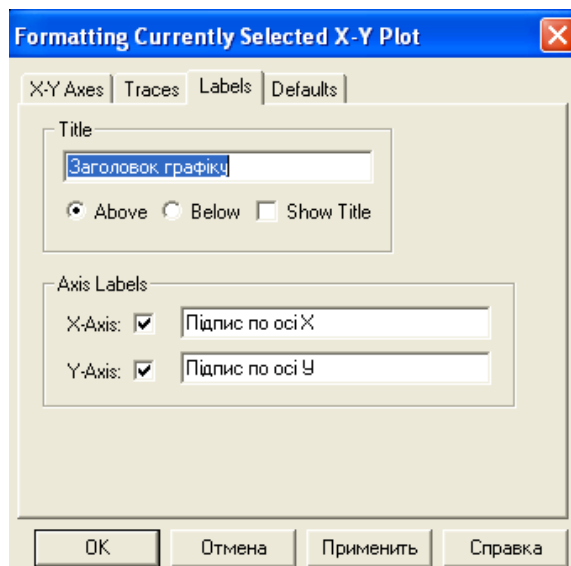 Formatting Currently Selected X-Y Plot
X-Y Axes Traces Labels Defaults
Title
Заголовок графіку
Above Below Show Title
Axis Labels
X-Axis: Підпис по осі X
Y-Axis: Підпис по осі У
OK Отмена Применить Справка